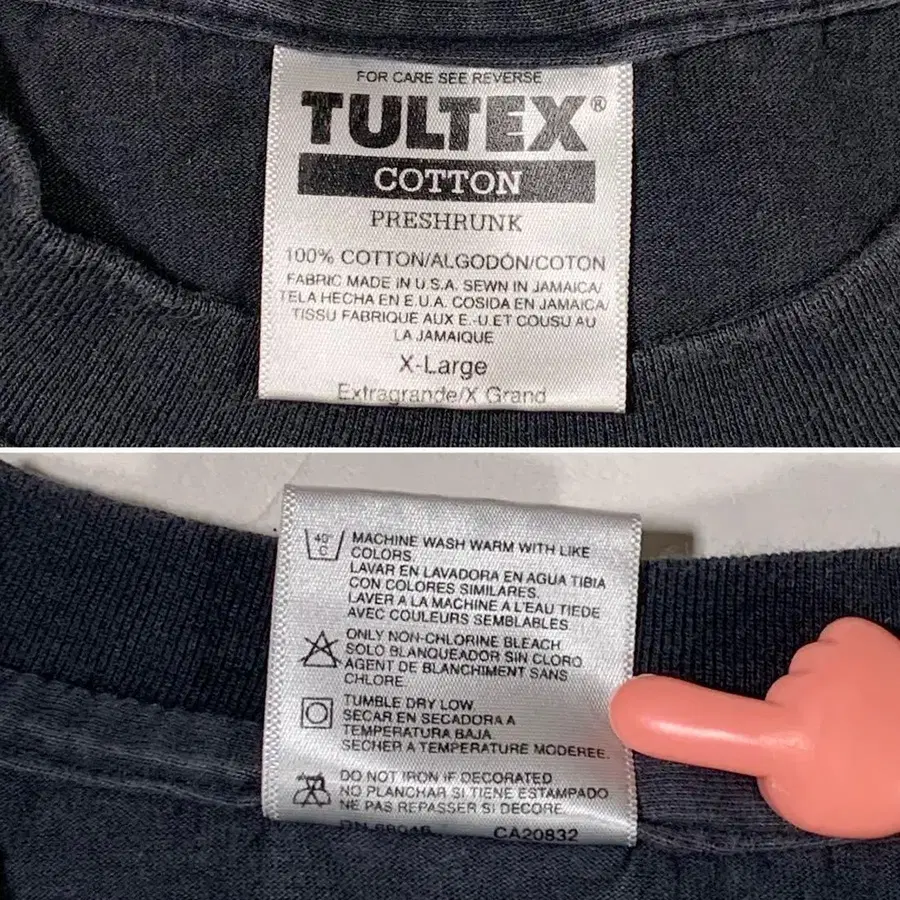 FOR CARE SEE REVERSE
TULTEX®
COTTON
PRESHRUNK
100% COTTON/ALGODÓN/COTON
FABRIC MADE IN U.S.A. SEWN IN JAMAICA/
TELA HECHA EN E.U.A. COSIDA EN JAMAICA/
TISSU FABRIQUE AUX E.-U.ET COUSU AU
LA JAMAIQUE
X-Large
Extragrande/X Grand
40°
C
MACHINE WASH WARM WITH LIKE
COLORS
LAVAR EN LAVADORA EN AGUA TIBIA
CON COLORES SIMILARES.
LAVER A LA MACHINE A L'EAU TIEDE
AVEC COULEURS SEMBLABLES
ONLY NON-CHLORINE BLEACH
SOLO BLANQUEADOR SIN CLORO
AGENT DE BLANCHIMENT SANS
CHLORE
TUMBLE DRY LOW
SECAR EN SECADORA A
TEMPERATURA BAJA
SECHER A TEMPERATURE MODEREE.
DO NOT IRON IF DECORATED
NO PLANCHAR SI TIENE ESTAMPADO
NE PAS REPASSER SI DECORE
CA20832